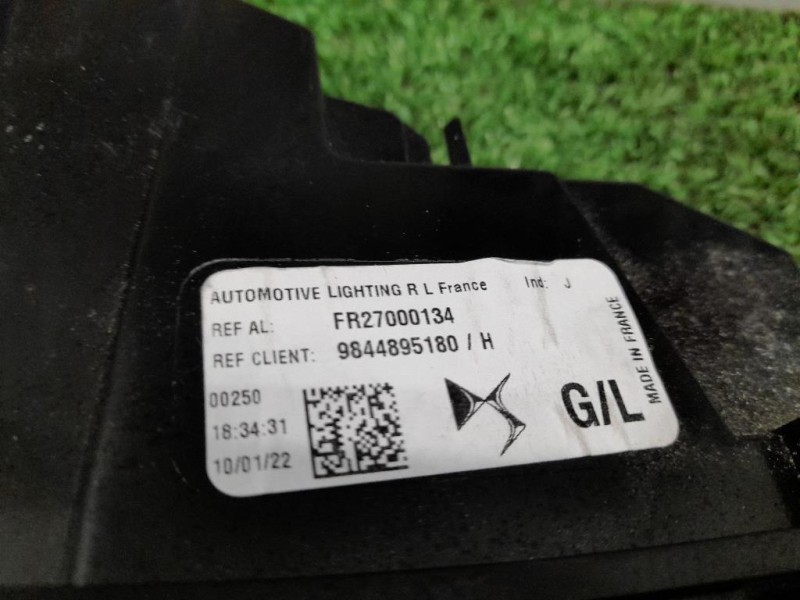 AUTOMOTIVE LIGHTING R L France Ind: J
REF AL: FR27000134
REF CLIENT: 9844895180 / H
00250
18:34:31
10/01/22
G/L
MADE IN FRANCE